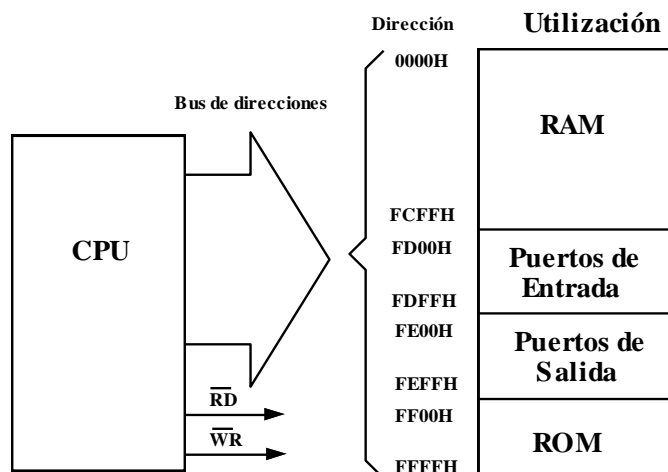 Dirección
Utilización
0000H
Bus de direcciones
RAM
CPU
FCFFH
FD00H
Puertos de
Entrada
FDFFH
FE00H
Puertos de
Salida
FEFFH
FF00H
RD
WR
ROM
FFFFH